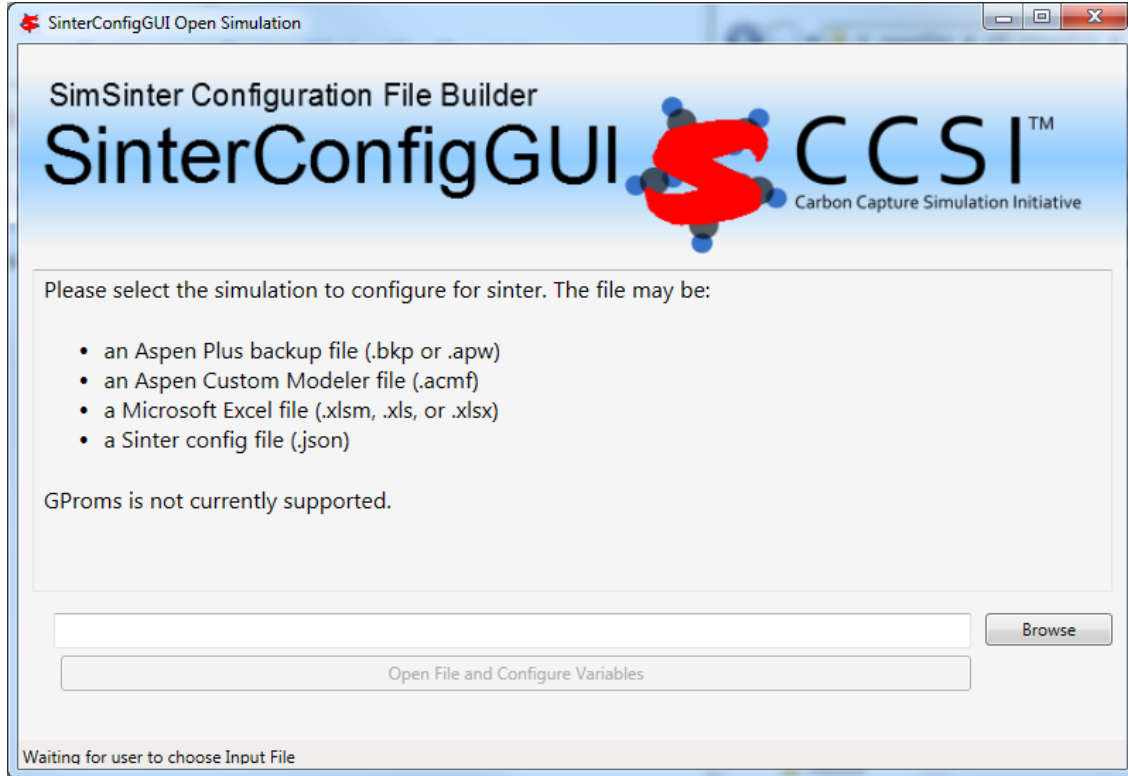 SinterConfigGUI Open Simulation
SimSinter Configuration File Builder
SinterConfigGUI
CCSI™
Carbon Capture Simulation Initiative
Please select the simulation to configure for sinter. The file may be:
• an Aspen Plus backup file (.bkp or .apw)
• an Aspen Custom Modeler file (.acmf)
• a Microsoft Excel file (.xlsm, .xls, or .xlsx)
• a Sinter config file (.json)
GProms is not currently supported.
Browse
Open File and Configure Variables
Waiting for user to choose Input File